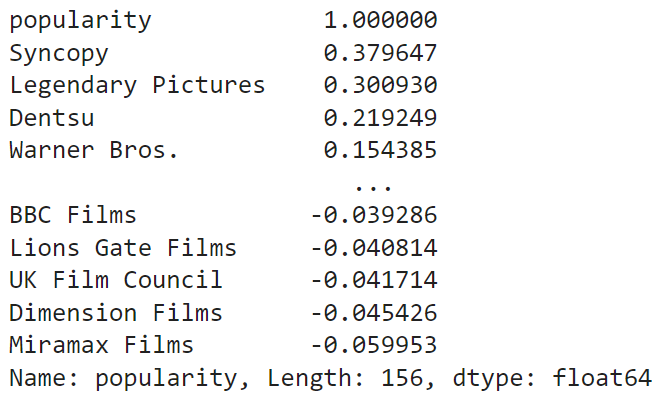 popularity 1.000000
Syncopy 0.379647
Legendary Pictures 0.300930
Dentsu 0.219249
Warner Bros. 0.154385
...
BBC Films -0.039286
Lions Gate Films -0.040814
UK Film Council -0.041714
Dimension Films -0.045426
Miramax Films -0.059953
Name: popularity, Length: 156, dtype: float64